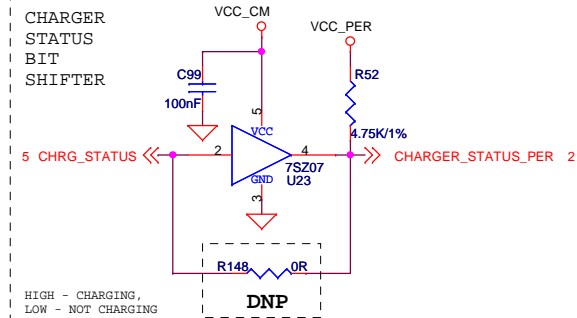 CHARGER
STATUS
BIT
SHIFTER
VCC_CM
VCC_PER
C99
100nF
R52
4.75K/1%
5
VCC
5 CHRG_STATUS
2
4
7SZ07
U23
GND
3
CHARGER_STATUS_PER 2
R148
0R
DNP
HIGH - CHARGING,
LOW - NOT CHARGING